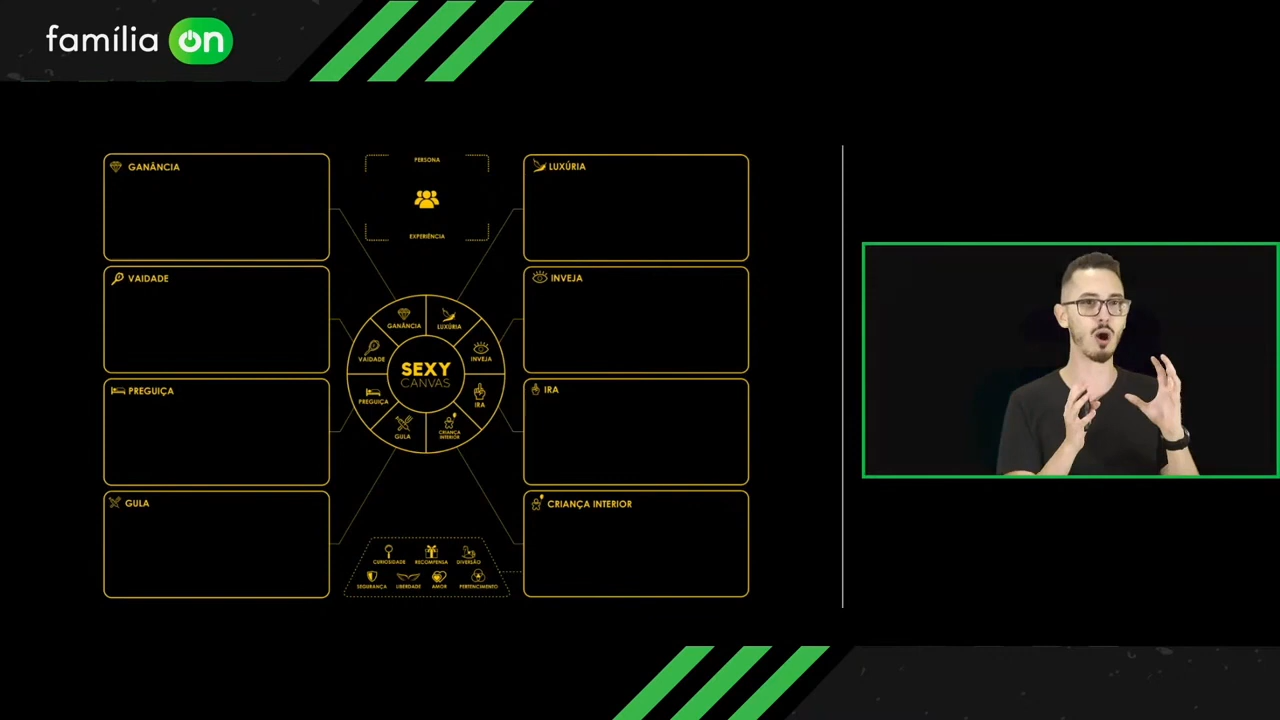 família on
GANÂNCIA
VAIDADE
PREGUIÇA
GULA
PERSONA
EXPERIÊNCIA
GANÂNCIA
LUXÚRIA
VAIDADE
INVEJA
SEXY
CANVAS
PREGUIÇA
IRA
GULA
CRIANÇA
INTERIOR
CURIOSIDADE RECOMPENSA DIVERSÃO
SEGURANÇA LIBERDADE AMOR PERTENCIMENTO
LUXÚRIA
INVEJA
IRA
CRIANÇA INTERIOR